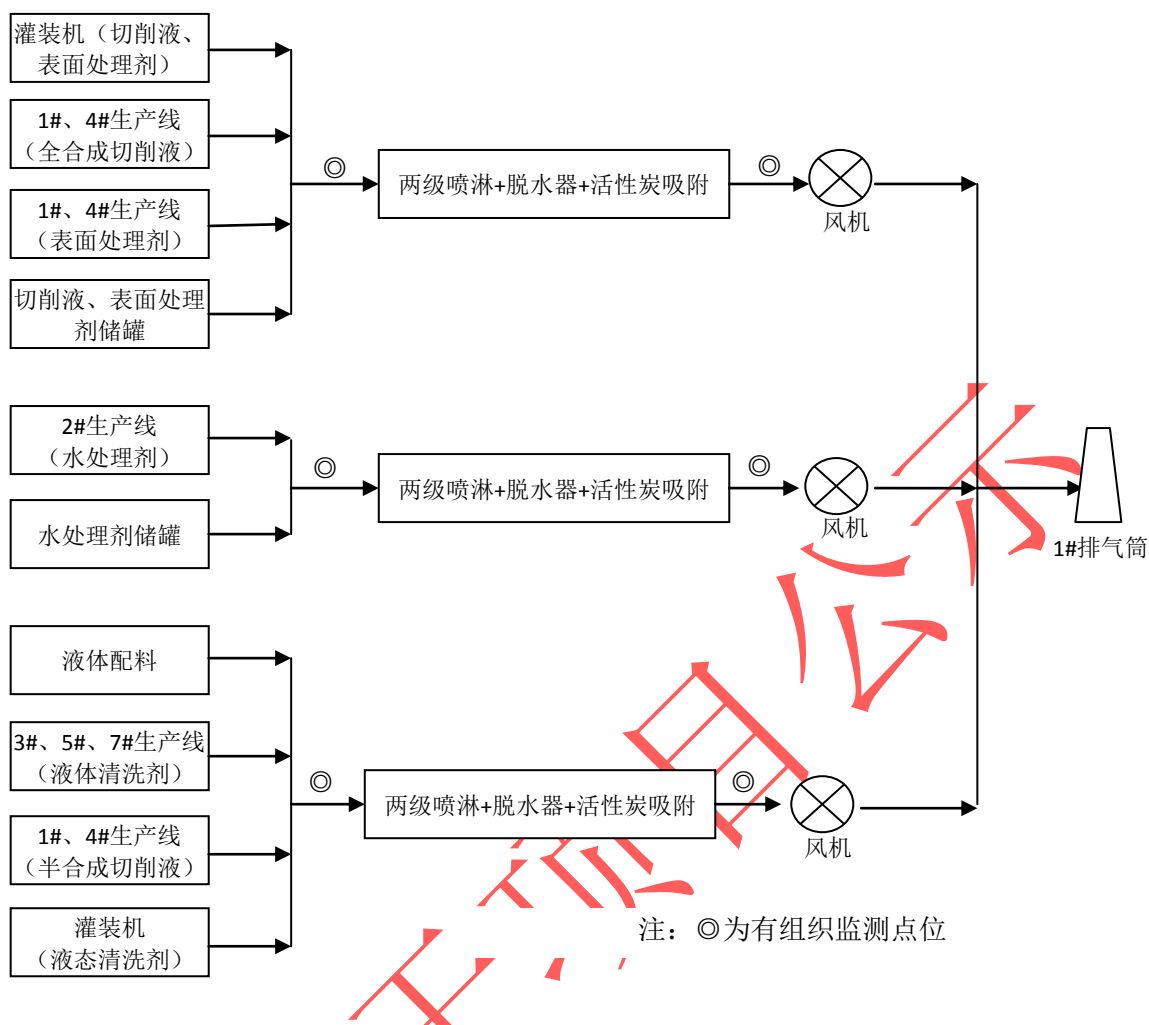 灌装机（切削液、
表面处理剂）
1#、4#生产线
（全合成切削液）
◎
两级喷淋+脱水器+活性炭吸附
◎
风机
1#、4#生产线
（表面处理剂）
切削液、表面处理
剂储罐
2#生产线
（水处理剂）
◎
两级喷淋+脱水器+活性炭吸附
◎
风机
水处理剂储罐
1#排气筒
液体配料
3#、5#、7#生产线
（液体清洗剂）
◎
两级喷淋+脱水器+活性炭吸附
◎
风机
1#、4#生产线
（半合成切削液）
灌装机
（液态清洗剂）
注：◎为有组织监测点位